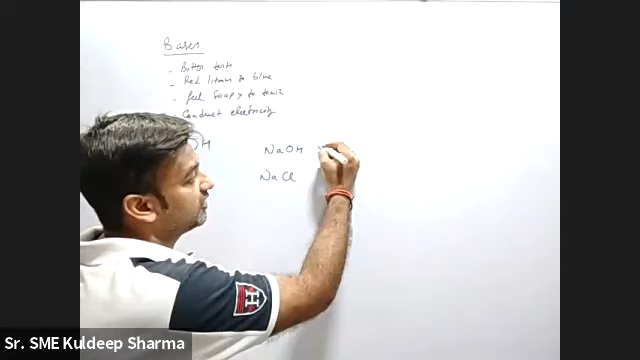 Bases
- Bitter taste
- Red litmus to blue
- feel Soapy to touch
- Conduct electricity
OH
NaOH
NaCl
H
Sr. SME Kuldeep Sharma